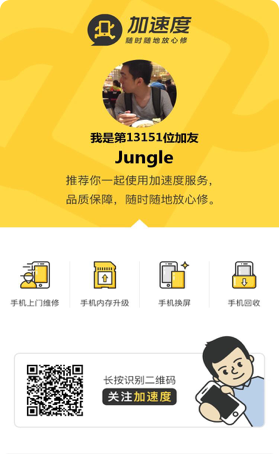 加速度
随时随地放心修
我是第13151位加友
Jungle
推荐你一起使用加速度服务，
品质保障，随时随地放心修。
手机上门维修
手机内存升级
手机换屏
手机回收
长按识别二维码
关注加速度